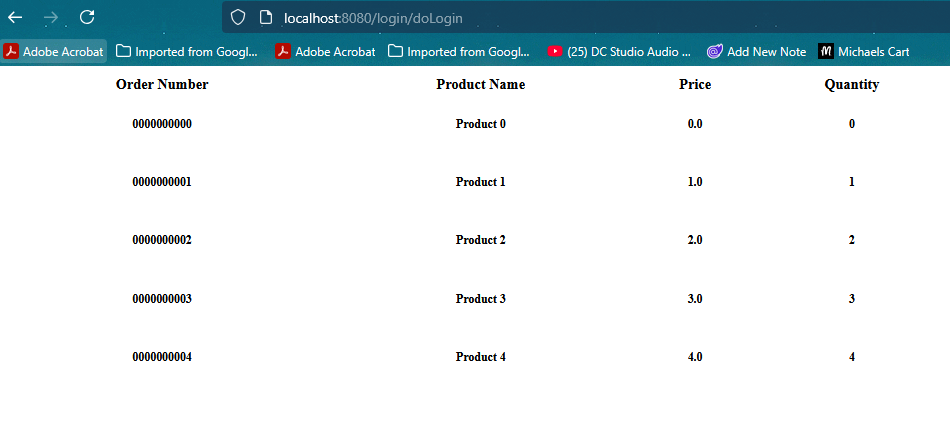 localhost:8080/login/doLogin
Adobe Acrobat Imported from Googl... Adobe Acrobat Imported from Googl... (25) DC Studio Audio ... Add New Note Michaels Cart
Order Number Product Name Price Quantity
0000000000 Product 0 0.0 0
0000000001 Product 1 1.0 1
0000000002 Product 2 2.0 2
0000000003 Product 3 3.0 3
0000000004 Product 4 4.0 4